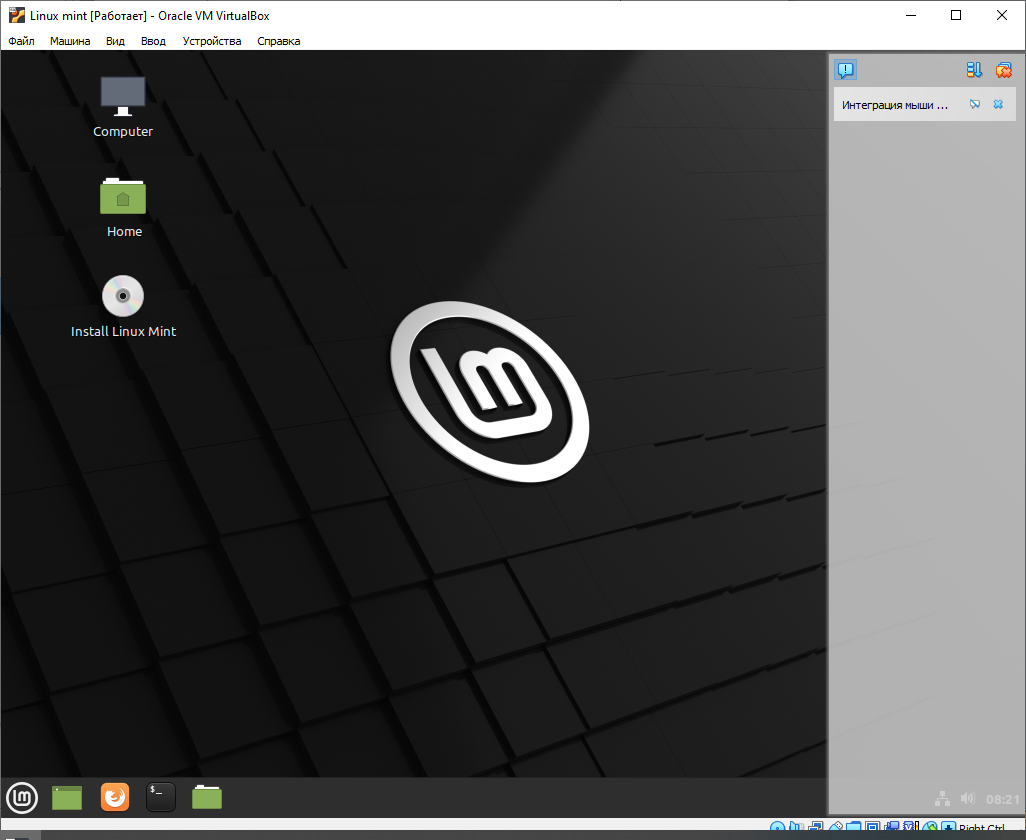 Linux mint [Работает] - Oracle VM VirtualBox
Файл Машина Вид Ввод Устройства Справка
Computer
Интеграция мыши ...
Home
Install Linux Mint
$_
08:21
Right Ctrl